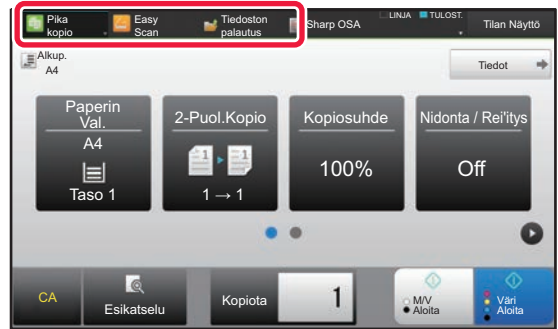 Pika
kopio
Easy
Scan
Tiedoston
palautus
Sharp OSA
LINJA
TULOST.
Tilan Näyttö
Alkup.
A4
Tiedot
Paperin
Val.
A4
Taso 1
2-Puol.Kopio
1
1
1 → 1
Kopiosuhde
100%
Nidonta / Rei'itys
Off
CA
Esikatselu
Kopiota
1
M/V
Aloita
Väri
Aloita